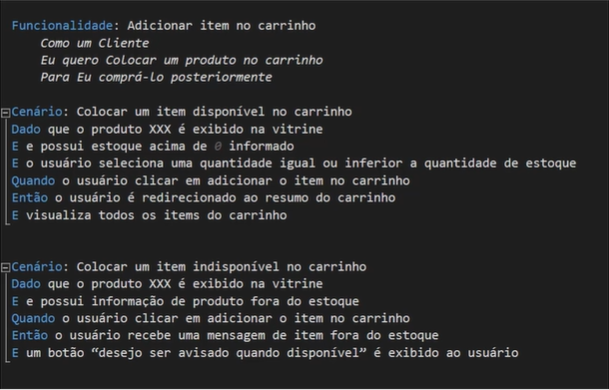 Funcionalidade: Adicionar item no carrinho
Como um Cliente
Eu quero Colocar um produto no carrinho
Para Eu comprá-lo posteriormente
Cenário: Colocar um item disponível no carrinho
Dado que o produto XXX é exibido na vitrine
E e possui estoque acima de 0 informado
E o usuário seleciona uma quantidade igual ou inferior a quantidade de estoque
Quando o usuário clicar em adicionar o item no carrinho
Então o usuário é redirecionado ao resumo do carrinho
E visualiza todos os items do carrinho
Cenário: Colocar um item indisponível no carrinho
Dado que o produto XXX é exibido na vitrine
E e possui informação de produto fora do estoque
Quando o usuário clicar em adicionar o item no carrinho
Então o usuário recebe uma mensagem de item fora do estoque
E um botão “desejo ser avisado quando disponível” é exibido ao usuário